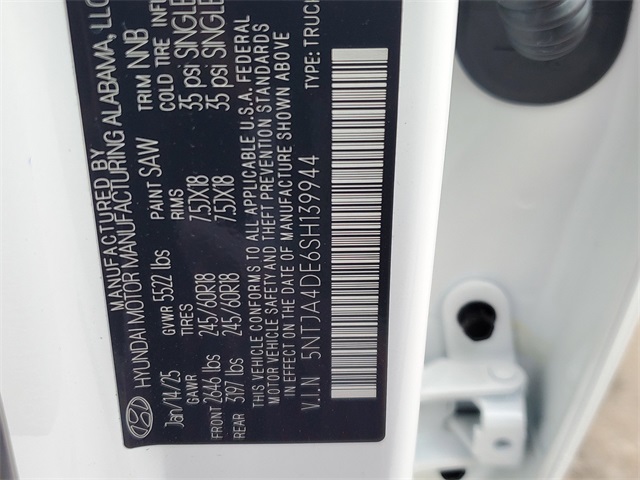 MANUFACTURED BY
HYUNDAI MOTOR MANUFACTURING ALABAMA, LLC
Jan/14/25 GVWR 5522 lbs PAINT SAW TRIM NNB
GAWR TIRES RIMS COLD TIRE INFL
FRONT 2646 lbs 245/60R18 7.5JX18 35 psi SINGLE
REAR 3197 lbs 245/60R18 7.5JX18 35 psi SINGLE
THIS VEHICLE CONFORMS TO ALL APPLICABLE U.S.A. FEDERAL
MOTOR VEHICLE SAFETY AND THEFT PREVENTION STANDARDS
IN EFFECT ON THE DATE OF MANUFACTURE SHOWN ABOVE
V.I.N 5NTJA4DE6SH139944 TYPE: TRUCK